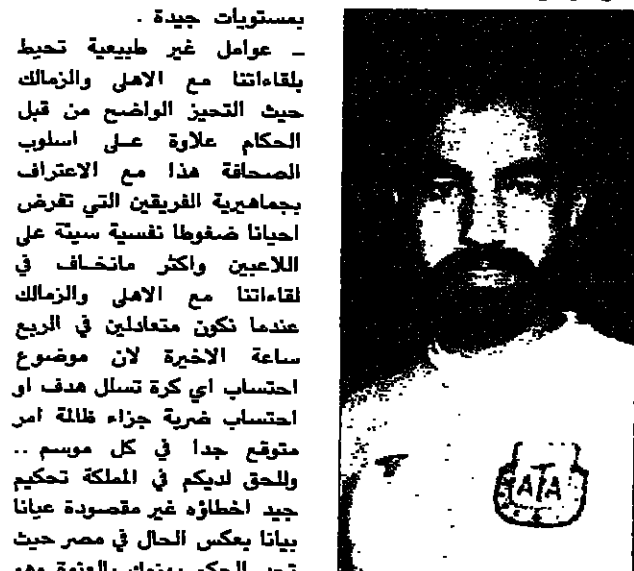 بمستويات جيدة .
ـ عوامل غير طبيعية تحيط
بلقاءاتنا مع الاهلى والزمالك
حيث التحيز الواضح من قبل
الحكام علاوة على اسلوب
الصحافة هذا مع الاعتراف
بجماهيرية الفريقين التي تفرض
احيانا ضغوطا نفسية سيئة على
اللاعبين واكثر مانخاف في
لقاءاتنا مع الاهلى والزمالك
عندما نكون متعادلين في الربع
ساعة الاخيرة لان موضوع
احتساب اي كرة تسلل هدف او
احتساب ضربة جزاء ظالمة امر
متوقع جدا في كل موسم ..
وللحق لديكم في المملكة تحكيم
جيد اخطاؤه غير مقصودة عيانا
بيانا بعكس الحال في مصر حيث
الحكم